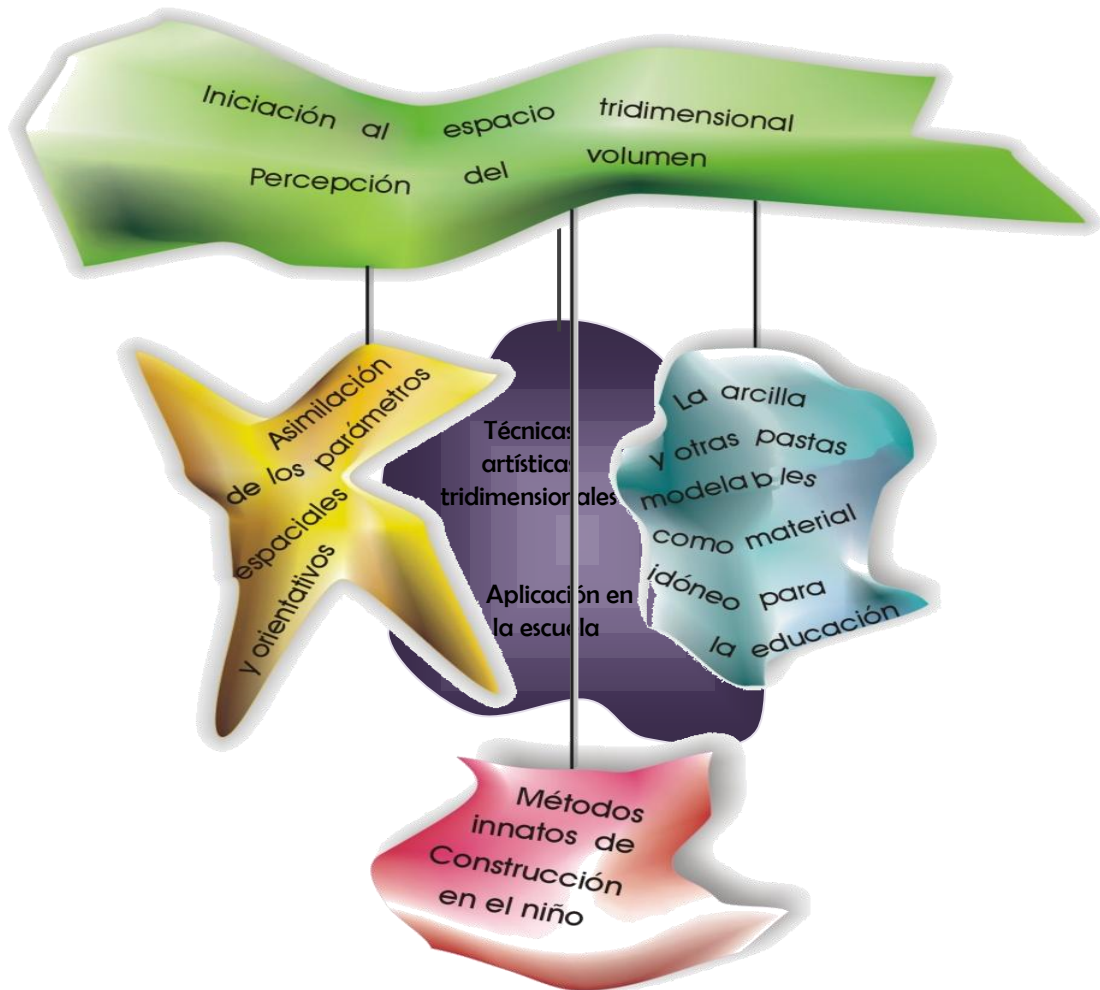 Iniciación al espacio tridimensional
Percepción del volumen
Asimilación
de los parámetros
espaciales
y orientativos
Técnicas
artísticas
tridimensionales
Aplicación en
la escuela
La arcilla
y otras pastas
modelables
como material
idóneo para
la educación
Métodos
innatos de
Construcción
en el niño